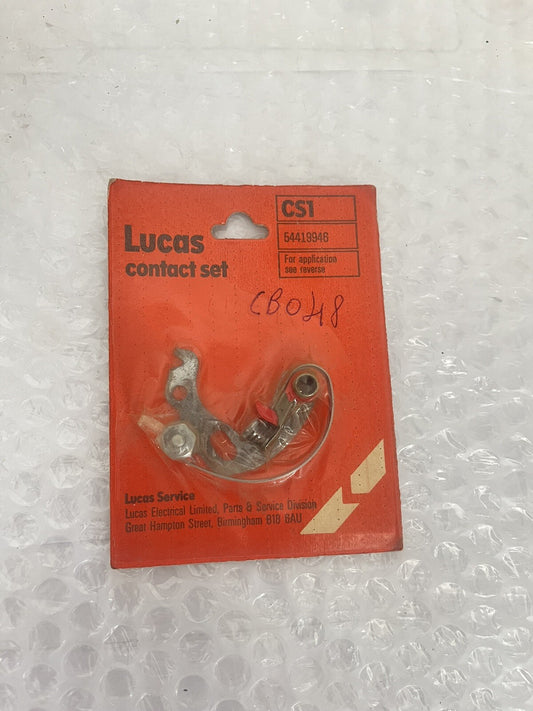 CS1
54419946
For application
see reverse
Lucas
contact set
CB048
Lucas Service
Lucas Electrical Limited, Parts & Service Division
Great Hampton Street, Birmingham B18 6AU